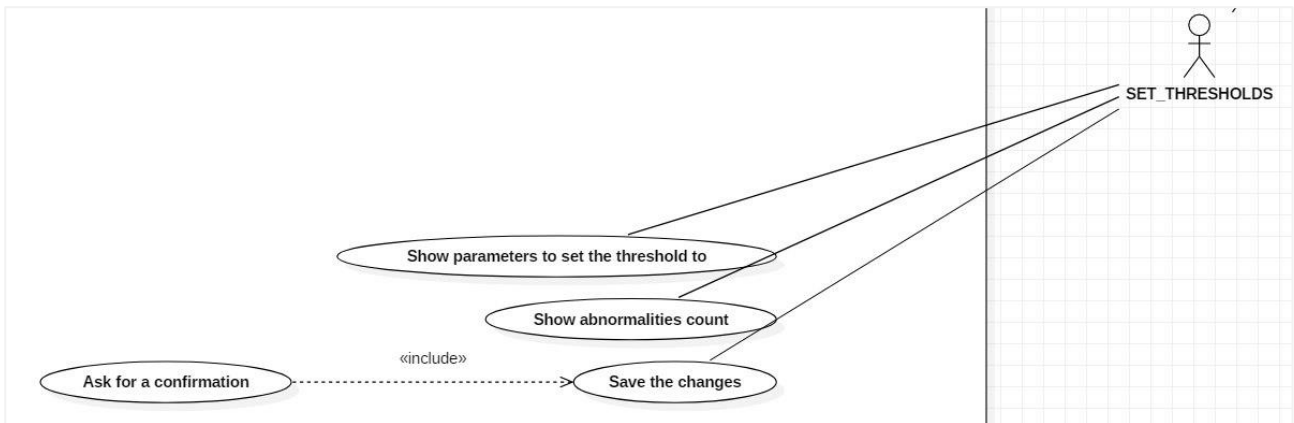 SET_THRESHOLDS
Show parameters to set the threshold to
Show abnormalities count
«include»
Ask for a confirmation
Save the changes